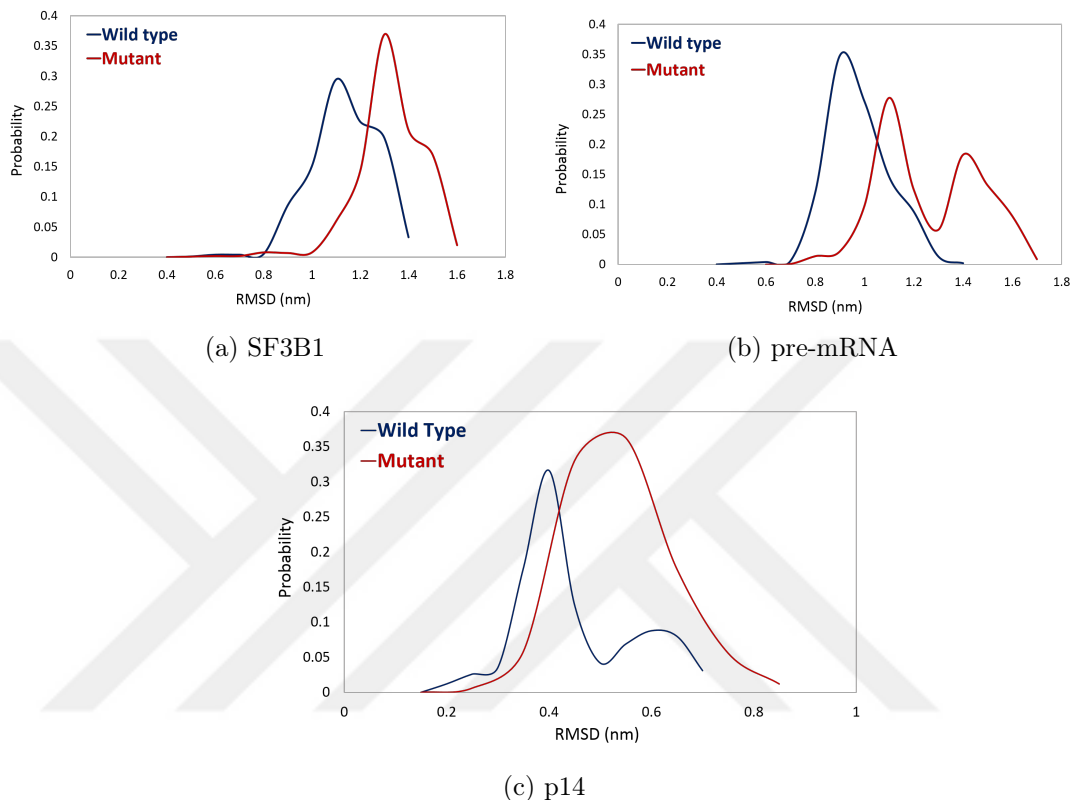 Wild type
Mutant
Probability
0.4
0.35
0.3
0.25
0.2
0.15
0.1
0.05
0
0 0.2 0.4 0.6 0.8 1 1.2 1.4 1.6 1.8
RMSD (nm)
(a) SF3B1
Wild type
Mutant
Probability
0.4
0.35
0.3
0.25
0.2
0.15
0.1
0.05
0
0 0.2 0.4 0.6 0.8 1 1.2 1.4 1.6 1.8
RMSD (nm)
(b) pre-mRNA
Wild Type
Mutant
Probability
0.4
0.35
0.3
0.25
0.2
0.15
0.1
0.05
0
0 0.2 0.4 0.6 0.8 1
RMSD (nm)
(c) p14